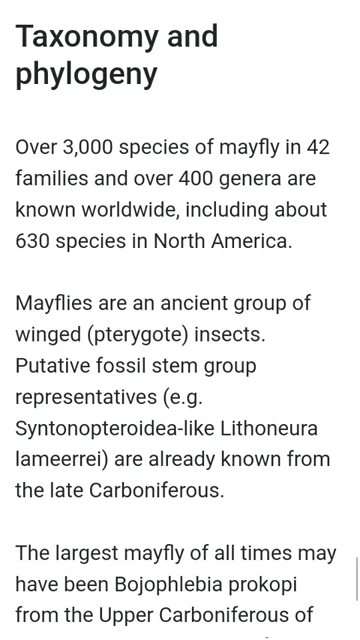 Taxonomy and
phylogeny
Over 3,000 species of mayfly in 42
families and over 400 genera are
known worldwide, including about
630 species in North America.
Mayflies are an ancient group of
winged (pterygote) insects.
Putative fossil stem group
representatives (e.g.
Syntonopteroidea-like Lithoneura
lameerrei) are already known from
the late Carboniferous.
The largest mayfly of all times may
have been Bojophlebia prokopi
from the Upper Carboniferous of